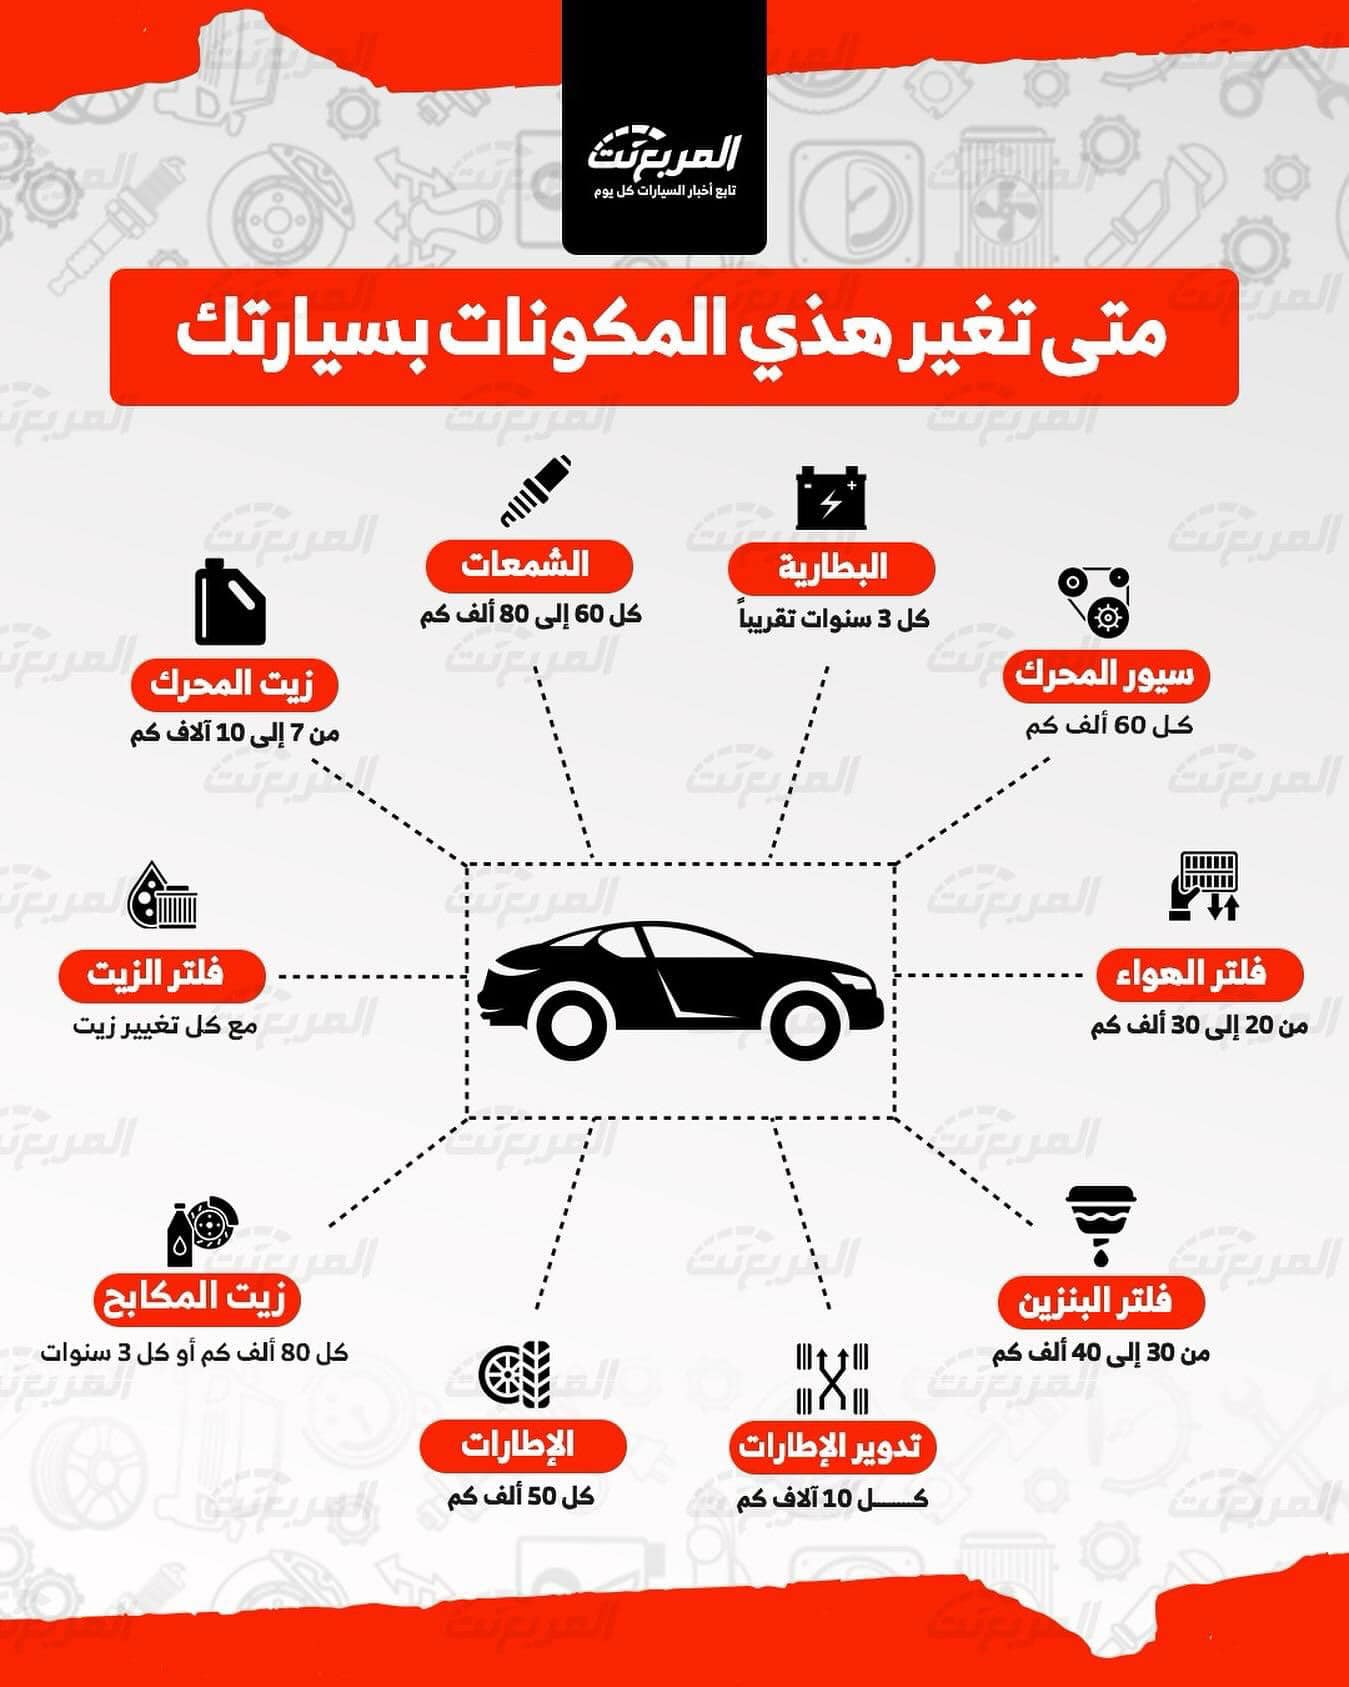 المربع نت
تابع أخبار السيارات كل يوم
متى تغير هذي المكونات بسيارتك
البطارية
كل 3 سنوات تقريباً
الشمعات
كل 60 إلى 80 ألف كم
سيور المحرك
كـل 60 ألف كم
زيت المحرك
من 7 إلى 10 آلاف كم
فلتر الهواء
من 20 إلى 30 ألف كم
فلتر الزيت
مع كل تغيير زيت
فلتر البنزين
من 30 إلى 40 ألف كم
زيت المكابح
كل 80 ألف كم أو كل 3 سنوات
تدوير الإطارات
كـــــل 10 آلاف كم
الإطارات
كل 50 ألف كم